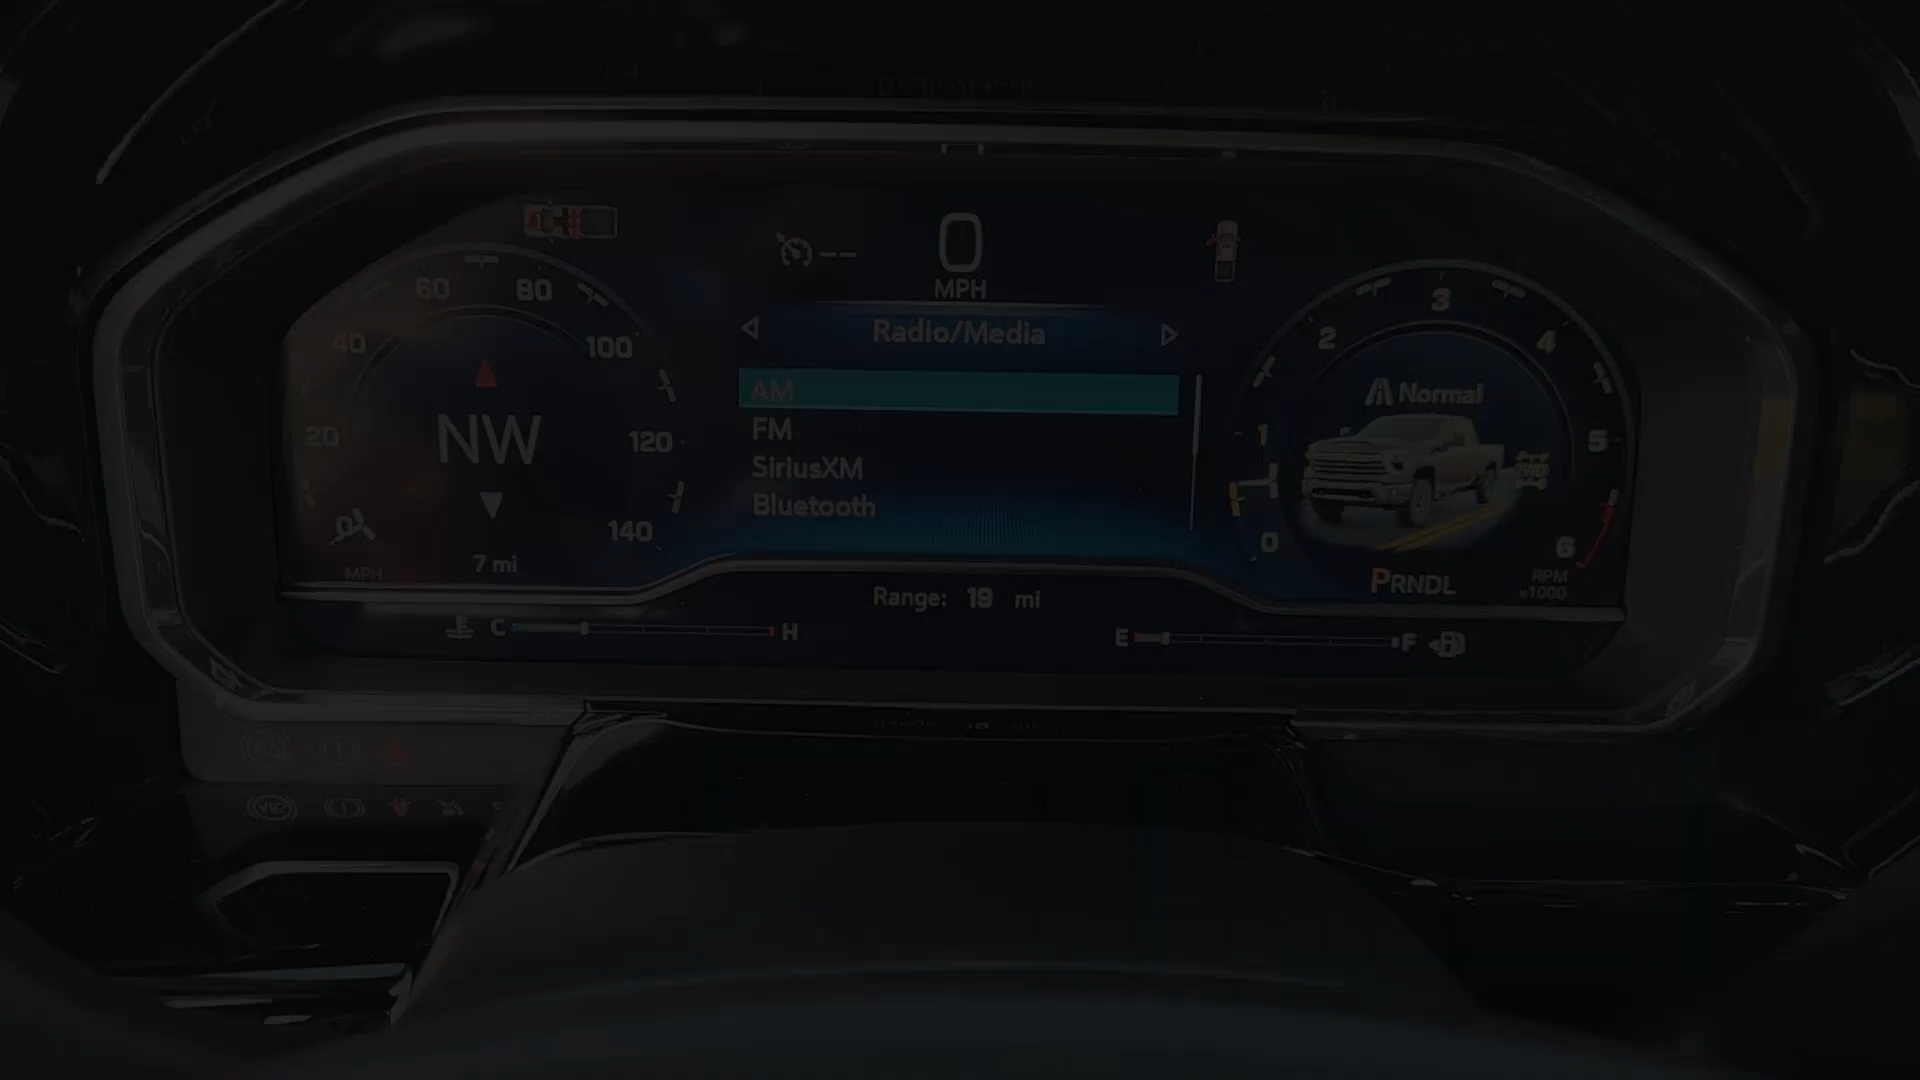 0
MPH
Radio/Media
AM
FM
SiriusXM
Bluetooth
0
20
40
60
80
100
120
140
NW
7 mi
MPH
Range: 19 mi
C
H
E
F
0
1
2
3
4
5
6
Normal
PRNDL
RPM
x1000